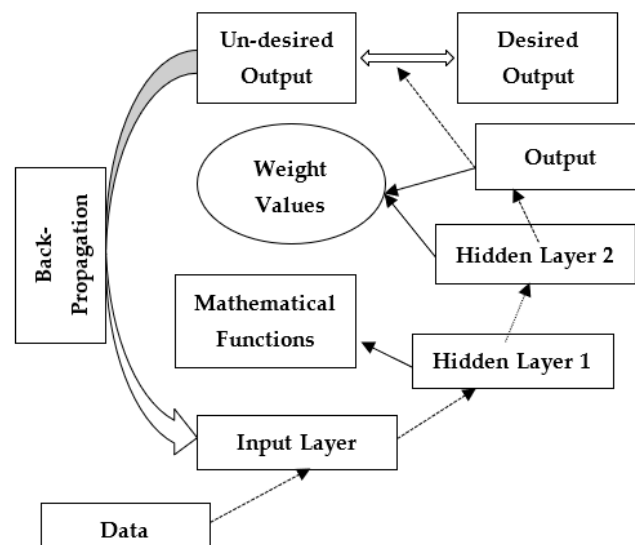 Un-desired
Output
Desired
Output
Weight
Values
Output
Back-
Propagation
Hidden Layer 2
Mathematical
Functions
Hidden Layer 1
Input Layer
Data